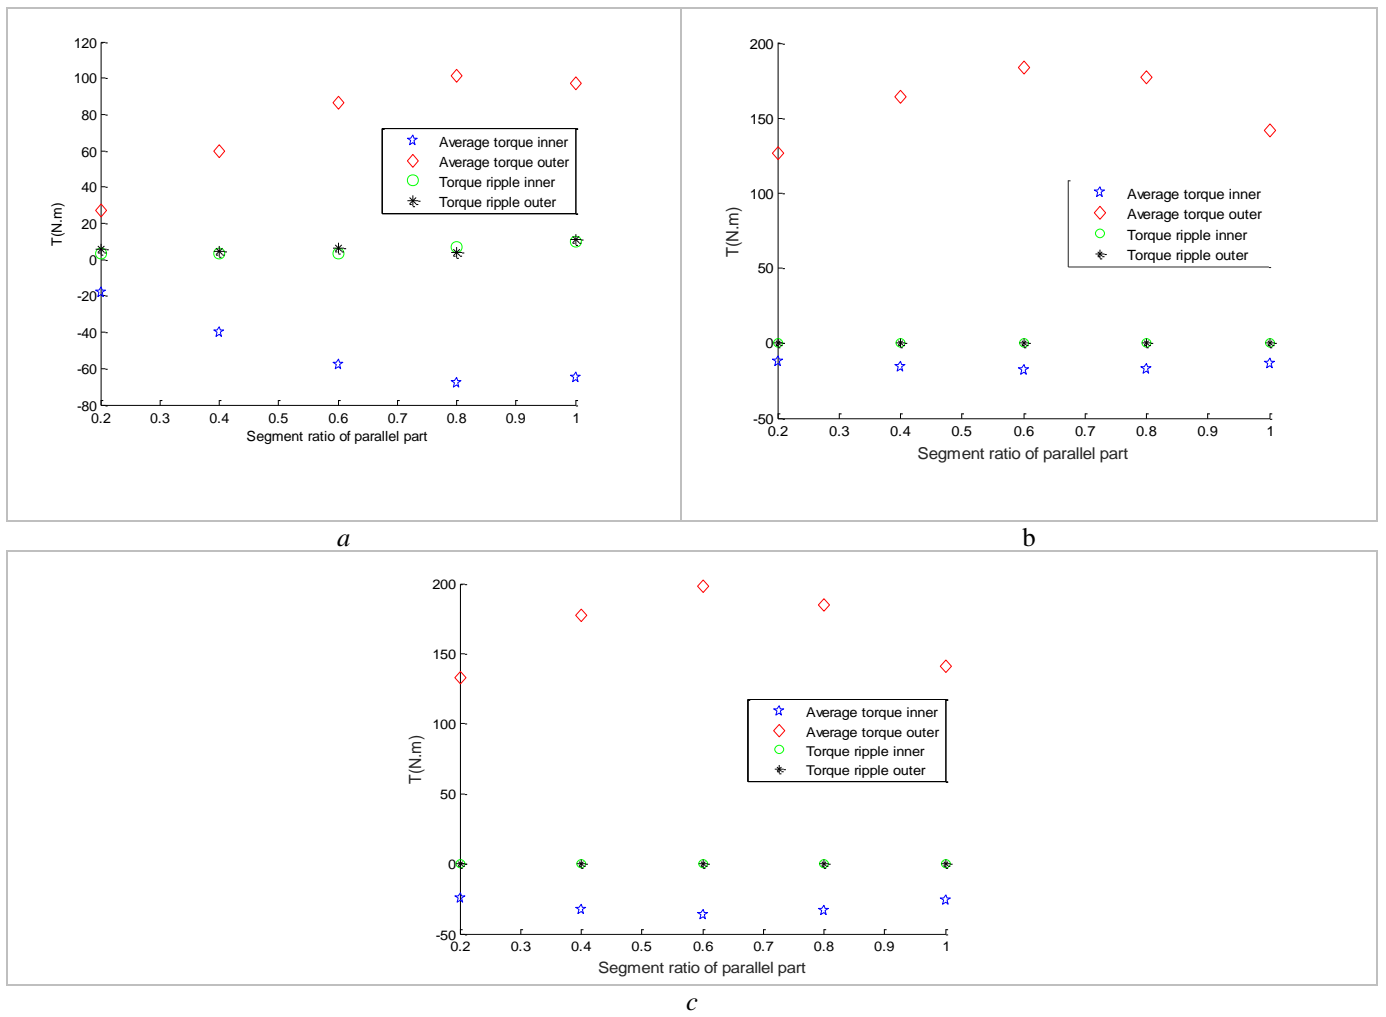 120
100
80
60
40
20
0
-20
-40
-60
-80
T(N.m)
Average torque inner
Average torque outer
Torque ripple inner
Torque ripple outer
0.2 0.3 0.4 0.5 0.6 0.7 0.8 0.9 1
Segment ratio of parallel part
200
150
100
50
0
-50
T(N.m)
Average torque inner
Average torque outer
Torque ripple inner
Torque ripple outer
0.2 0.3 0.4 0.5 0.6 0.7 0.8 0.9 1
Segment ratio of parallel part
a
b
200
150
100
50
0
-50
T(N.m)
Average torque inner
Average torque outer
Torque ripple inner
Torque ripple outer
0.2 0.3 0.4 0.5 0.6 0.7 0.8 0.9 1
Segment ratio of parallel part
c